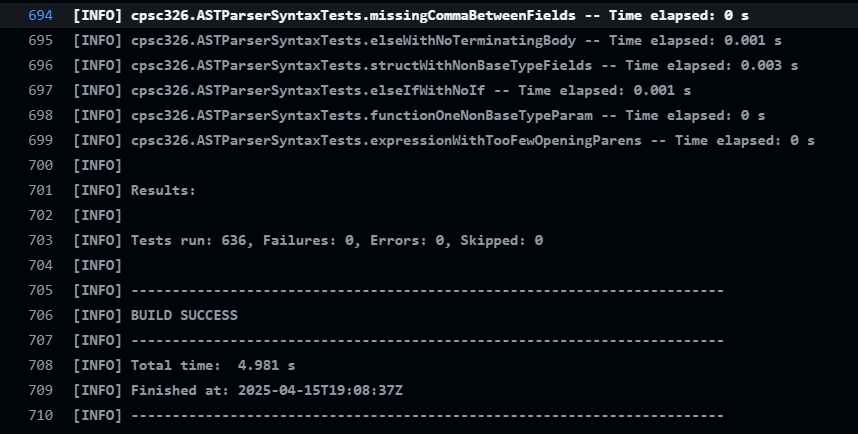 694 [INFO] cpsc326.ASTParserSyntaxTests.missingCommaBetweenFields -- Time elapsed: 0 s
695 [INFO] cpsc326.ASTParserSyntaxTests.elseWithNoTerminatingBody -- Time elapsed: 0.001 s
696 [INFO] cpsc326.ASTParserSyntaxTests.structWithNonBaseTypeFields -- Time elapsed: 0.003 s
697 [INFO] cpsc326.ASTParserSyntaxTests.elseIfWithNoIf -- Time elapsed: 0.001 s
698 [INFO] cpsc326.ASTParserSyntaxTests.functionOneNonBaseTypeParam -- Time elapsed: 0 s
699 [INFO] cpsc326.ASTParserSyntaxTests.expressionWithTooFewOpeningParens -- Time elapsed: 0 s
700 [INFO]
701 [INFO] Results:
702 [INFO]
703 [INFO] Tests run: 636, Failures: 0, Errors: 0, Skipped: 0
704 [INFO]
705 [INFO] ------------------------------------------------------------------------
706 [INFO] BUILD SUCCESS
707 [INFO] ------------------------------------------------------------------------
708 [INFO] Total time:  4.981 s
709 [INFO] Finished at: 2025-04-15T19:08:37Z
710 [INFO] ------------------------------------------------------------------------